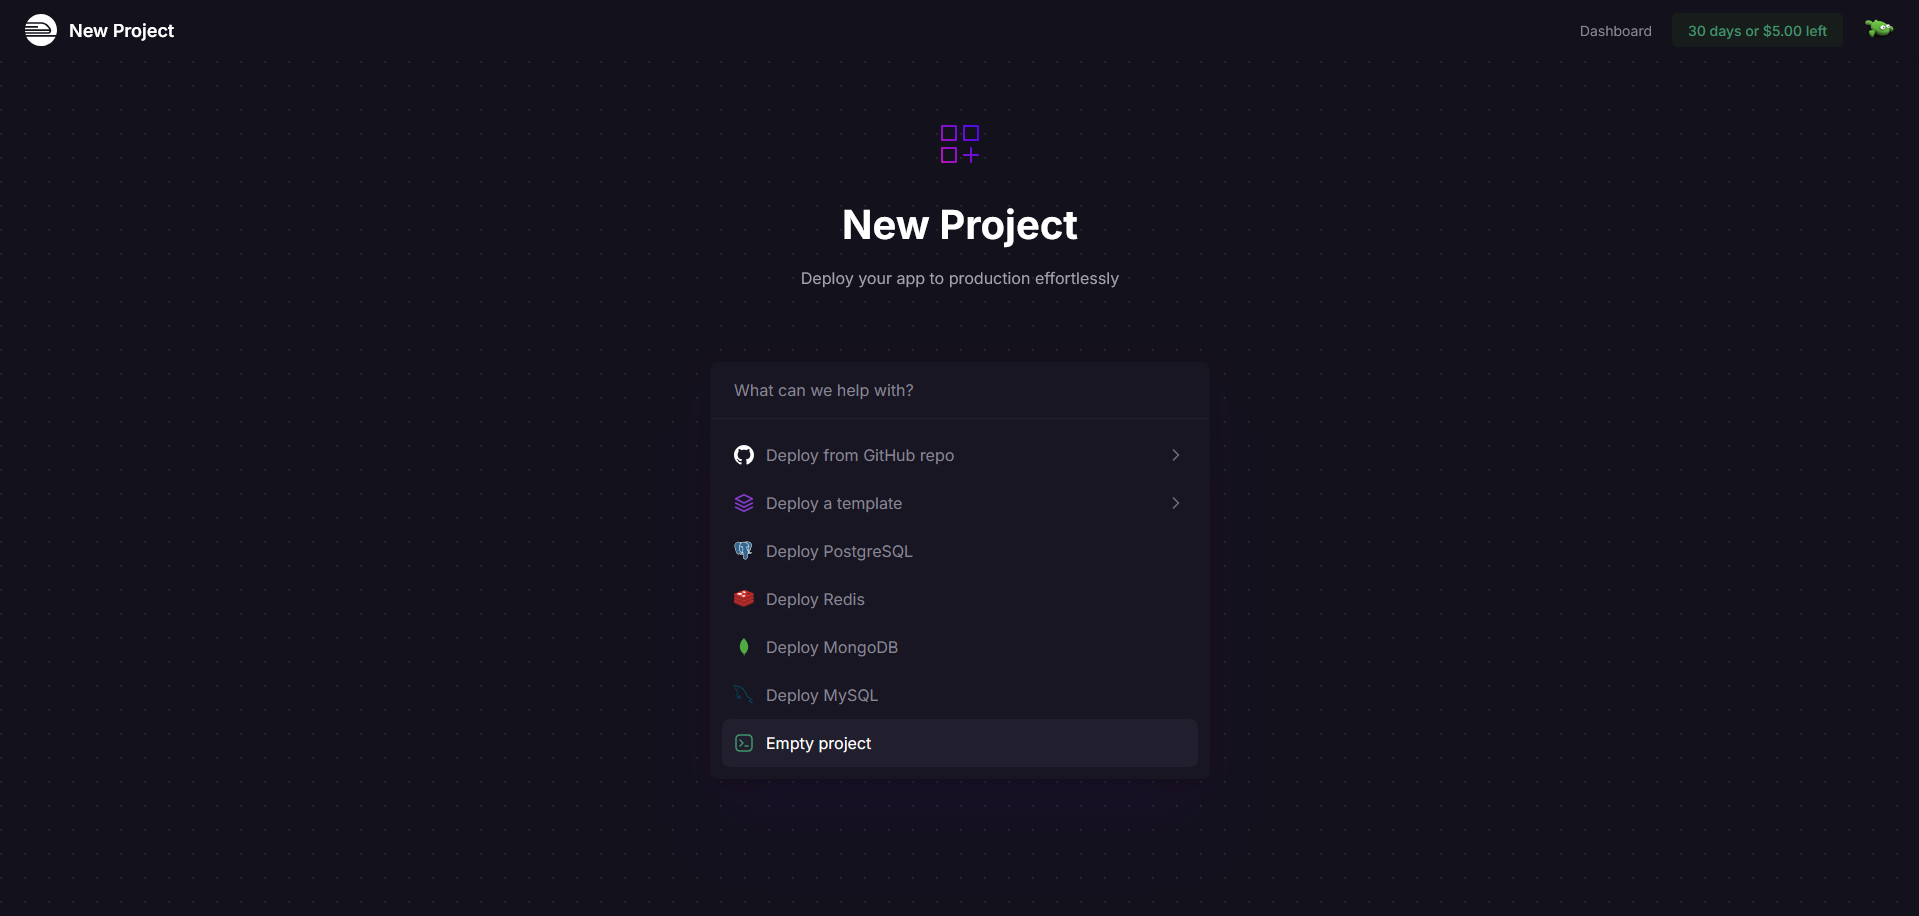 New Project
Dashboard
30 days or $5.00 left
New Project
Deploy your app to production effortlessly
What can we help with?
Deploy from GitHub repo
Deploy a template
Deploy PostgreSQL
Deploy Redis
Deploy MongoDB
Deploy MySQL
Empty project